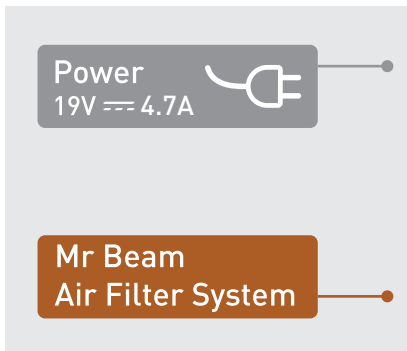 Power
19V ⎓ 4.7A
Mr Beam
Air Filter System